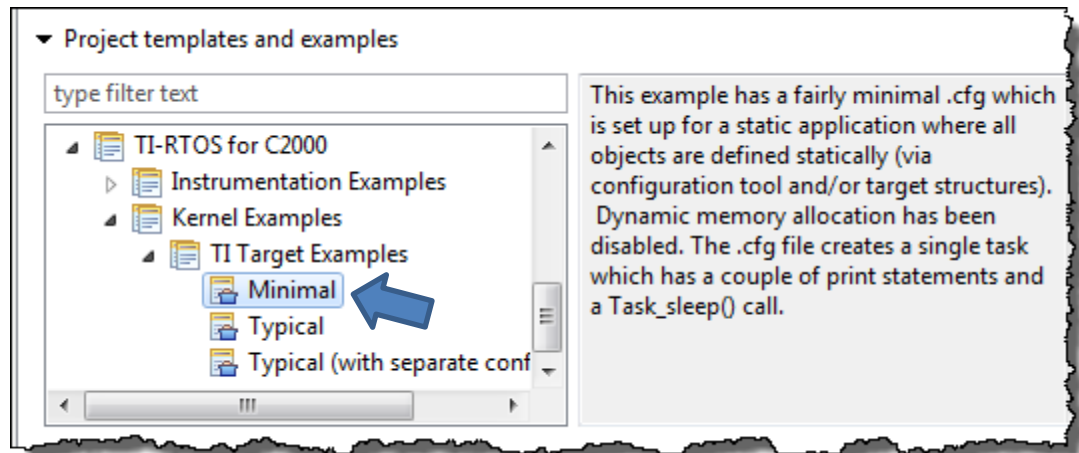 Project templates and examples
type filter text
TI-RTOS for C2000
Instrumentation Examples
Kernel Examples
TI Target Examples
Minimal
Typical
Typical (with separate conf
This example has a fairly minimal .cfg which
is set up for a static application where all
objects are defined statically (via
configuration tool and/or target structures).
Dynamic memory allocation has been
disabled. The .cfg file creates a single task
which has a couple of print statements and
a Task_sleep() call.